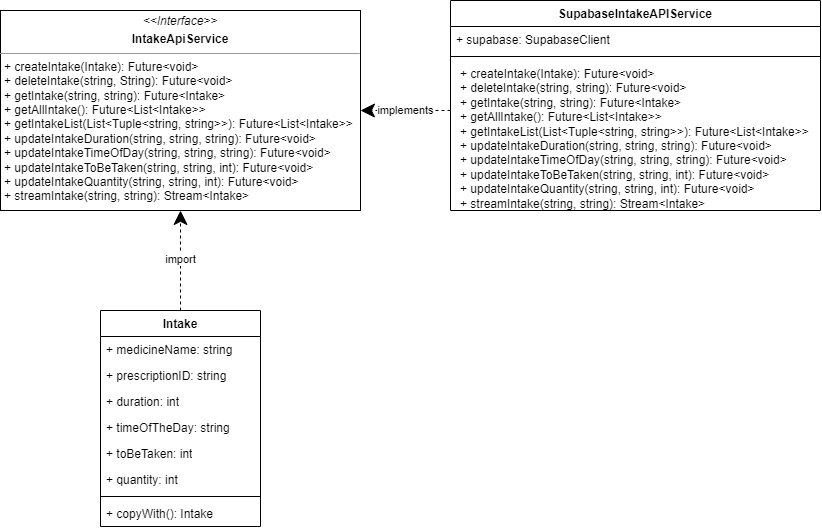 <<Interface>>
IntakeApiService
+ createIntake(Intake): Future<void>
+ deleteIntake(string, String): Future<void>
+ getIntake(string, string): Future<Intake>
+ getAllIntake(): Future<List<Intake>>
+ getIntakeList(List<Tuple<string, string>>): Future<List<Intake>>
+ updateIntakeDuration(string, string, string): Future<void>
+ updateIntakeTimeOfDay(string, string, string): Future<void>
+ updateIntakeToBeTaken(string, string, int): Future<void>
+ updateIntakeQuantity(string, string, int): Future<void>
+ streamIntake(string, string): Stream<Intake>
implements
SupabaseIntakeAPIService
+ supabase: SupabaseClient
+ createIntake(Intake): Future<void>
+ deleteIntake(string, string): Future<void>
+ getIntake(string, string): Future<Intake>
+ getAllIntake(): Future<List<Intake>>
+ getIntakeList(List<Tuple<string, string>>): Future<List<Intake>>
+ updateIntakeDuration(string, string, string): Future<void>
+ updateIntakeTimeOfDay(string, string, string): Future<void>
+ updateIntakeToBeTaken(string, string, int): Future<void>
+ updateIntakeQuantity(string, string, int): Future<void>
+ streamIntake(string, string): Stream<Intake>
import
Intake
+ medicineName: string
+ prescriptionID: string
+ duration: int
+ timeOfTheDay: string
+ toBeTaken: int
+ quantity: int
+ copyWith(): Intake